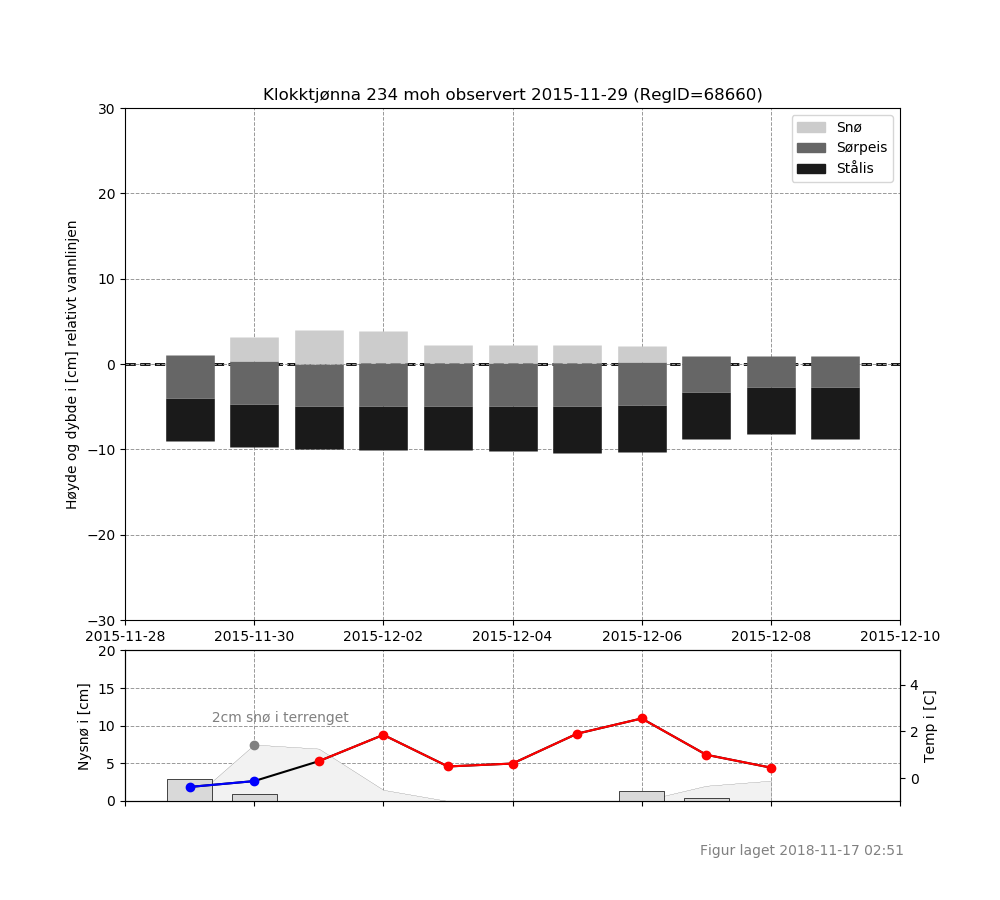 Klokktjønna 234 moh observert 2015-11-29 (RegID=68660)
Høyde og dybde i [cm] relativt vannlinjen
30
20
10
0
−10
−20
−30
Snø
Sørpeis
Stålis
2015-11-28 2015-11-30 2015-12-02 2015-12-04 2015-12-06 2015-12-08 2015-12-10
Nysnø i [cm]
20
15
10
5
0
2cm snø i terrenget
4
2
0
Temp i [C]
Figur laget 2018-11-17 02:51